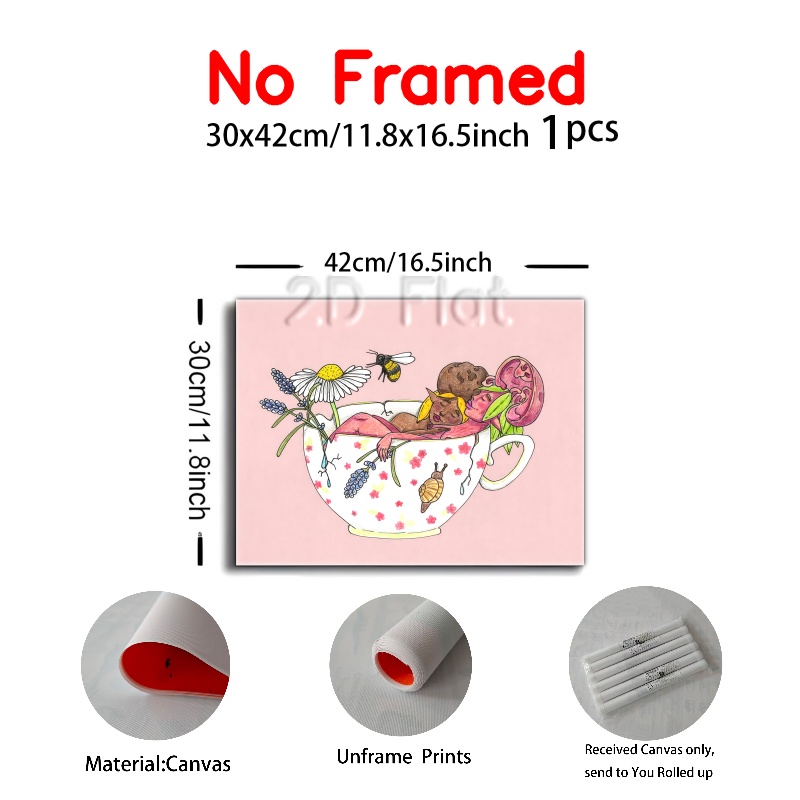 No Framed
30x42cm/11.8x16.5inch 1pcs
42cm/16.5inch
2.D Flat.
30cm/11.8inch
Material:Canvas
Unframe Prints
Received Canvas only,
send to You Rolled up